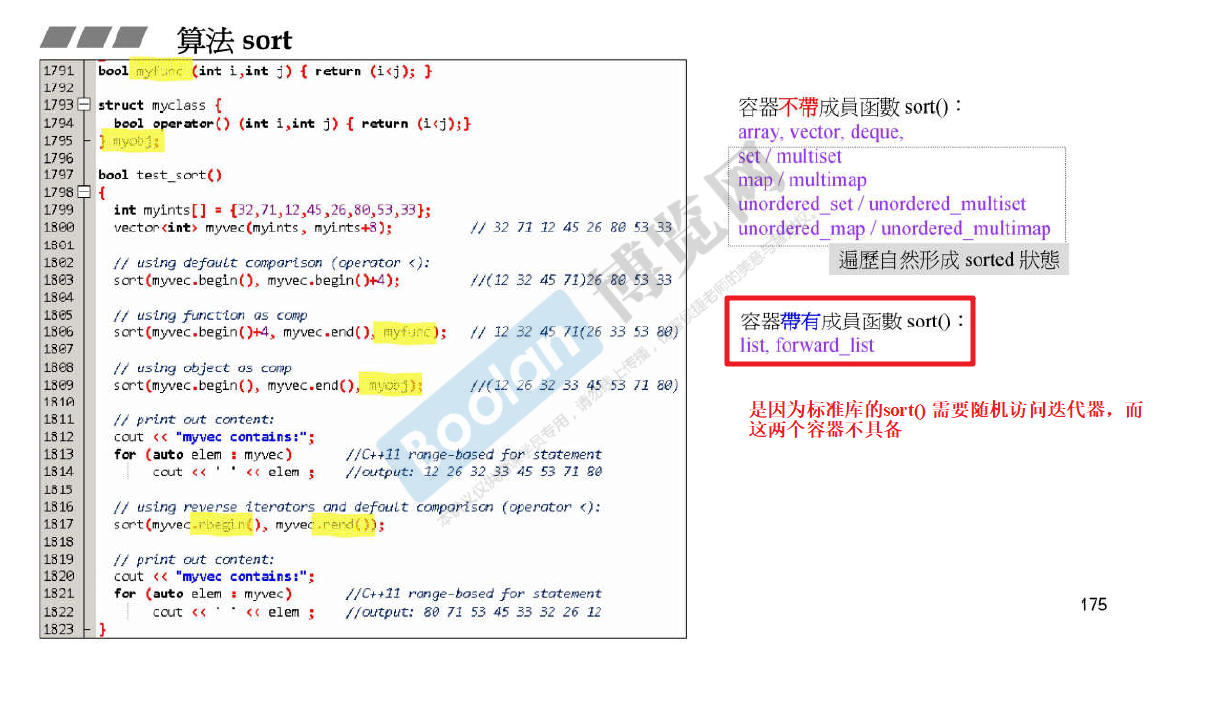 算法 sort
1791 bool myfunc (int i,int j) { return (i<j); }
1792
1793 struct myclass {
1794 bool operator() (int i,int j) { return (i<j);}
1795 } myobj;
1796
1797 bool test_sort()
1798 {
1799 int myints[] = {32,71,12,45,26,80,53,33};
1800 vector<int> myvec(myints, myints+8); // 32 71 12 45 26 80 53 33
1801
1802 // using default comparison (operator <):
1803 sort(myvec.begin(), myvec.begin()+4); //(12 32 45 71)26 80 53 33
1804
1805 // using function as comp
1806 sort(myvec.begin()+4, myvec.end(), myfunc); // 12 32 45 71(26 33 53 80)
1807
1808 // using object as comp
1809 sort(myvec.begin(), myvec.end(), myobj); //(12 26 32 33 45 53 71 80)
1810
1811 // print out content:
1812 cout << "myvec contains:";
1813 for (auto elem : myvec) //C++11 range-based for statement
1814 cout << ' ' << elem ; //output: 12 26 32 33 45 53 71 80
1815
1816 // using reverse iterators and default comparison (operator <):
1817 sort(myvec.rbegin(), myvec.rend());
1818
1819 // print out content:
1820 cout << "myvec contains:";
1821 for (auto elem : myvec) //C++11 range-based for statement
1822 cout << ' ' << elem ; //output: 80 71 53 45 33 32 26 12
1823 }
容器不帶成員函數 sort()：
array, vector, deque,
set / multiset
map / multimap
unordered_set / unordered_multiset
unordered_map / unordered_multimap
遍歷自然形成 sorted 狀態
容器帶有成員函數 sort()：
list, forward_list
是因为标准库的sort() 需要随机访问迭代器，而
这两个容器不具备
175
Boolan
博览网